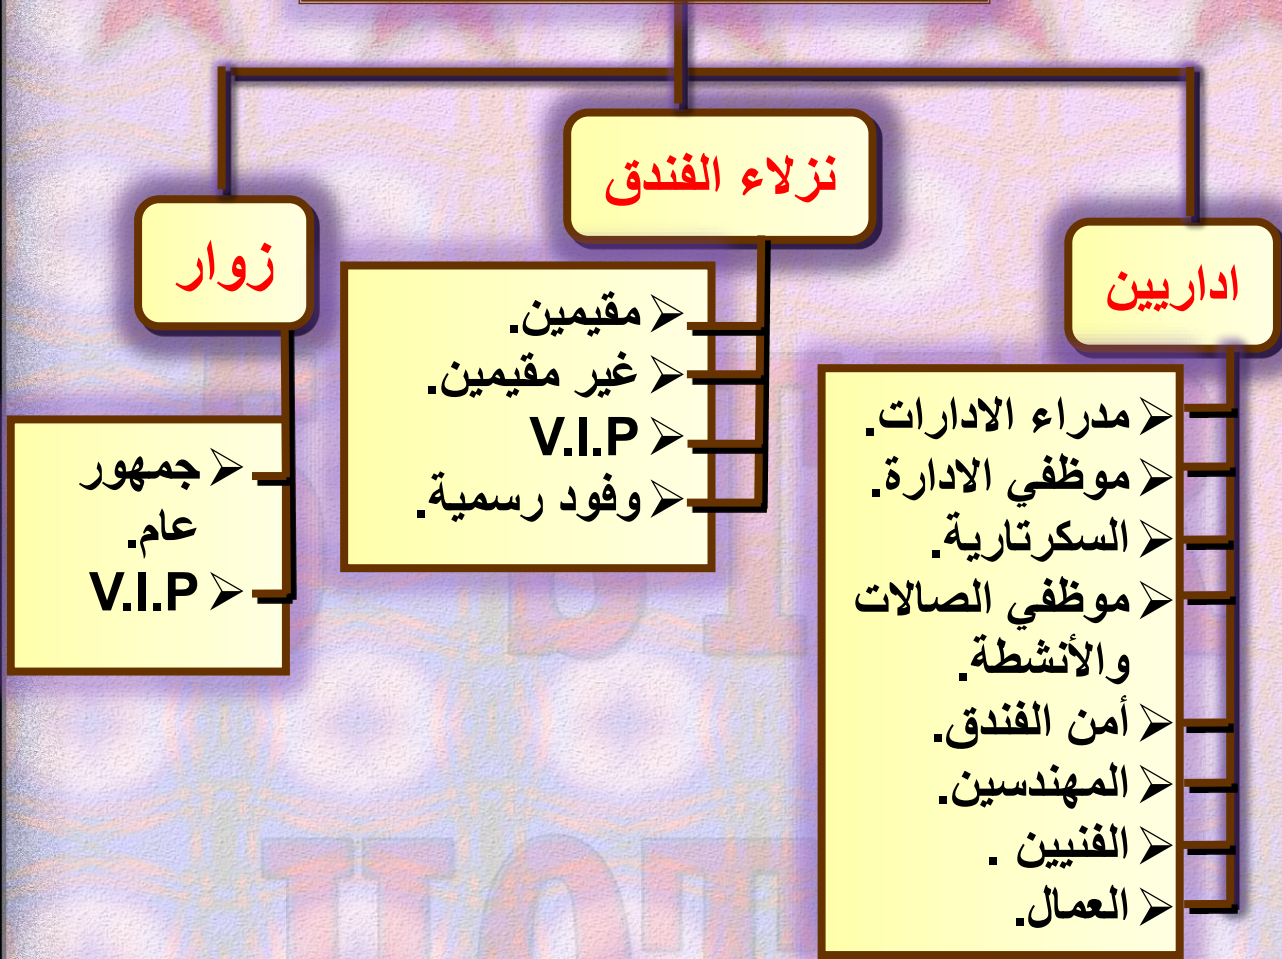 نزلاء الفندق
زوار
اداريين
مدراء الادارات.
موظفي الادارة.
السكرتارية.
موظفي الصالات
والأنشطة.
أمن الفندق.
المهندسين.
الفنيين .
العمال.
مقيمين.
غير مقيمين.
V.I.P
وفود رسمية.
جمهور
عام.
V.I.P